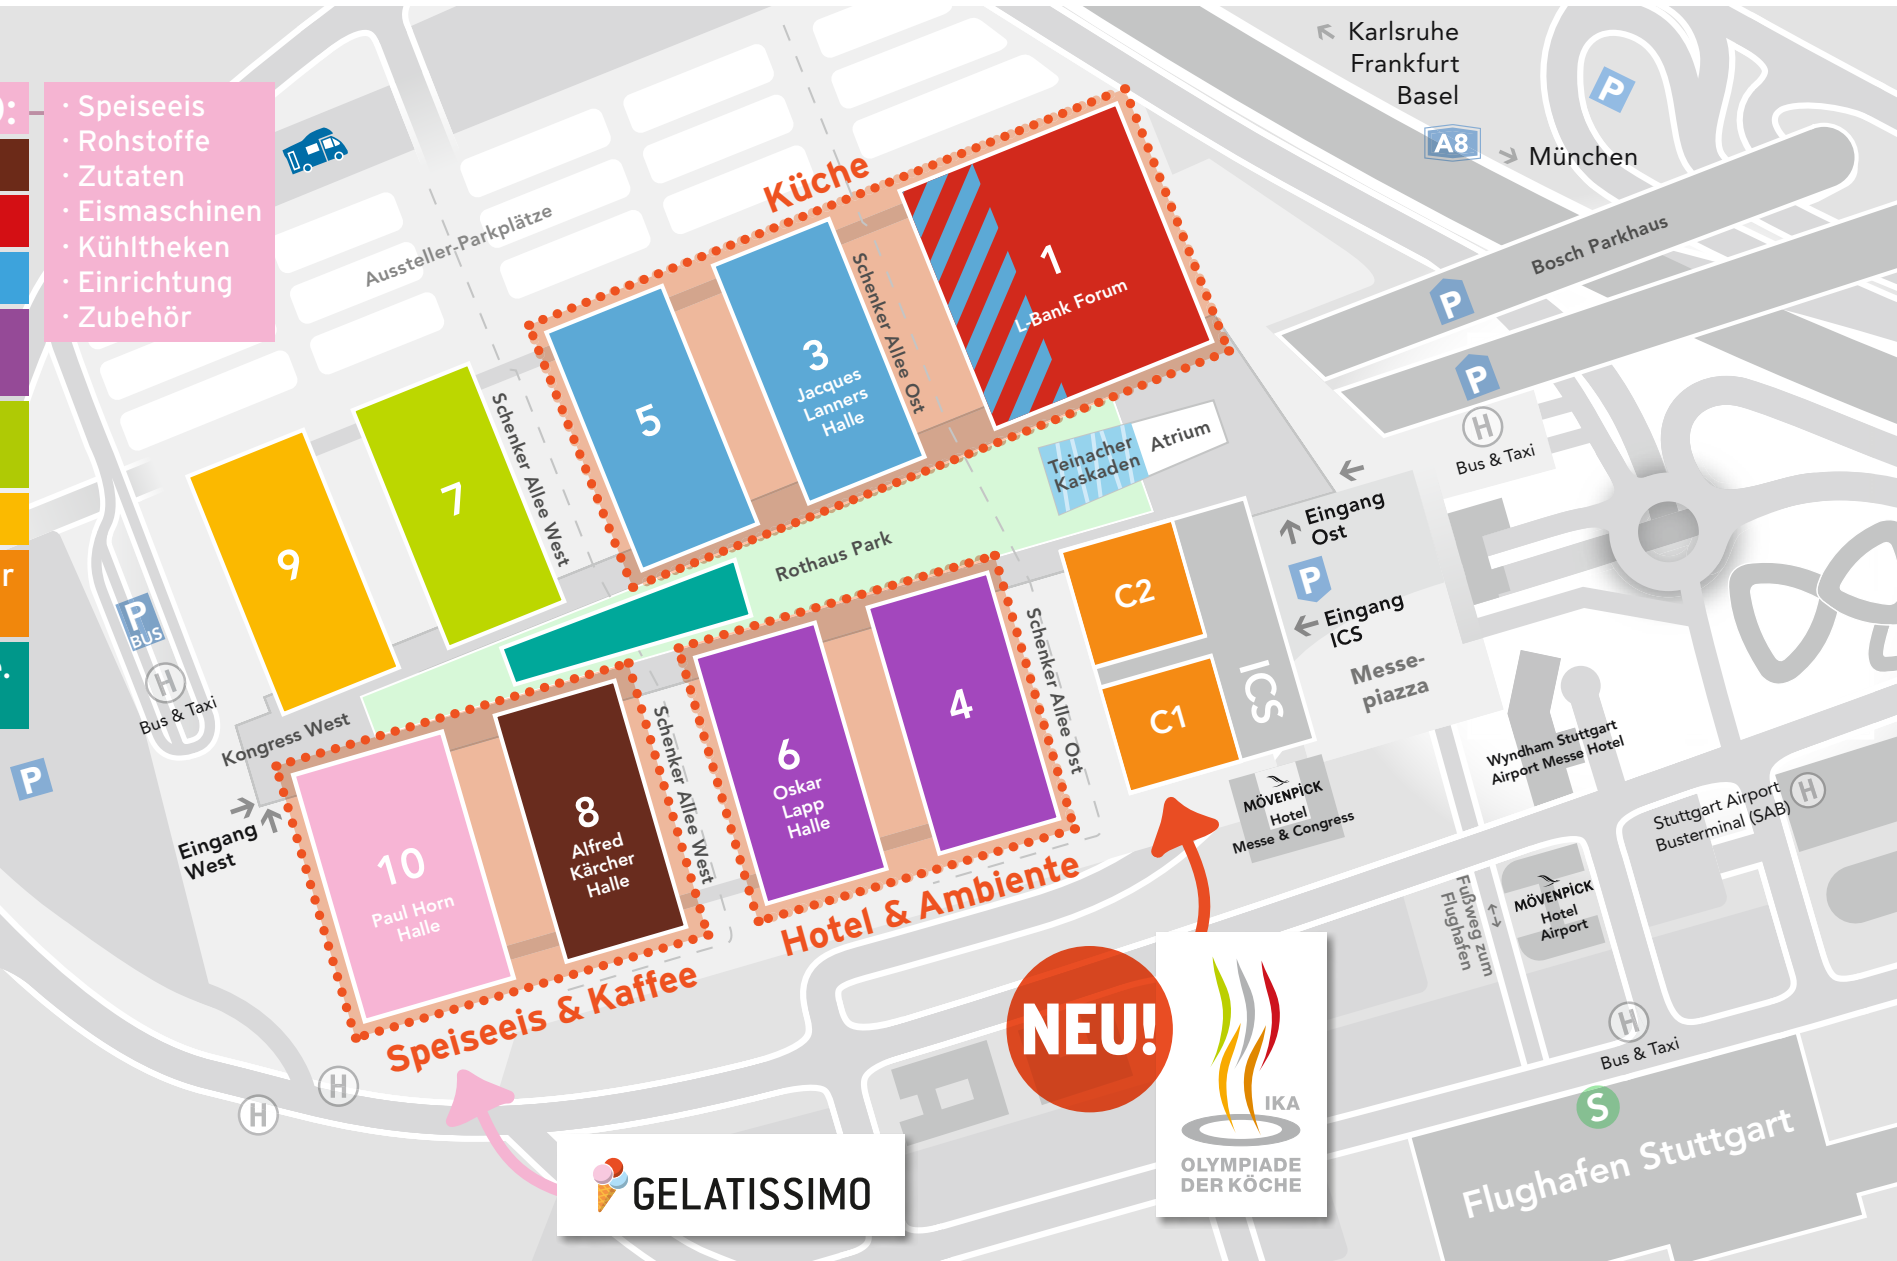 ):
· Speiseeis
· Rohstoffe
· Zutaten
· Eismaschinen
· Kühltheken
· Einrichtung
· Zubehör
r
Karlsruhe
Frankfurt
Basel
A8
München
P
Bosch Parkhaus
P
P
H
Bus & Taxi
Aussteller-Parkplätze
Küche
1
L-Bank Forum
3
Jacques
Lanners
Halle
5
7
9
Schenker Allee West
Schenker Allee Ost
Teinacher
Kaskaden
Atrium
Rothaus Park
Eingang
Ost
P
Eingang
ICS
Messe-
piazza
C2
C1
ICS
P
BUS
H
Bus & Taxi
P
Kongress West
Eingang
West
10
Paul Horn
Halle
8
Alfred
Kärcher
Halle
Schenker Allee West
6
Oskar
Lapp
Halle
4
Schenker Allee Ost
Speiseeis & Kaffee
Hotel & Ambiente
MÖVENPICK
Hotel
Messe & Congress
Wyndham Stuttgart
Airport Messe Hotel
Stuttgart Airport
Busterminal (SAB)
H
Fußweg zum
Flughafen
MÖVENPICK
Hotel
Airport
H
Bus & Taxi
S
Flughafen Stuttgart
H
H
GELATISSIMO
NEU!
IKA
OLYMPIADE
DER KÖCHE